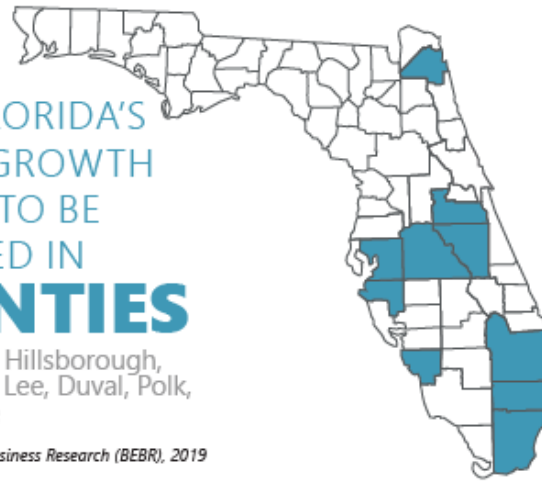 ORIDA'S
GROWTH
TO BE
ED IN
NTIES
Hillsborough,
Lee, Duval, Polk,
siness Research (BEBR), 2019